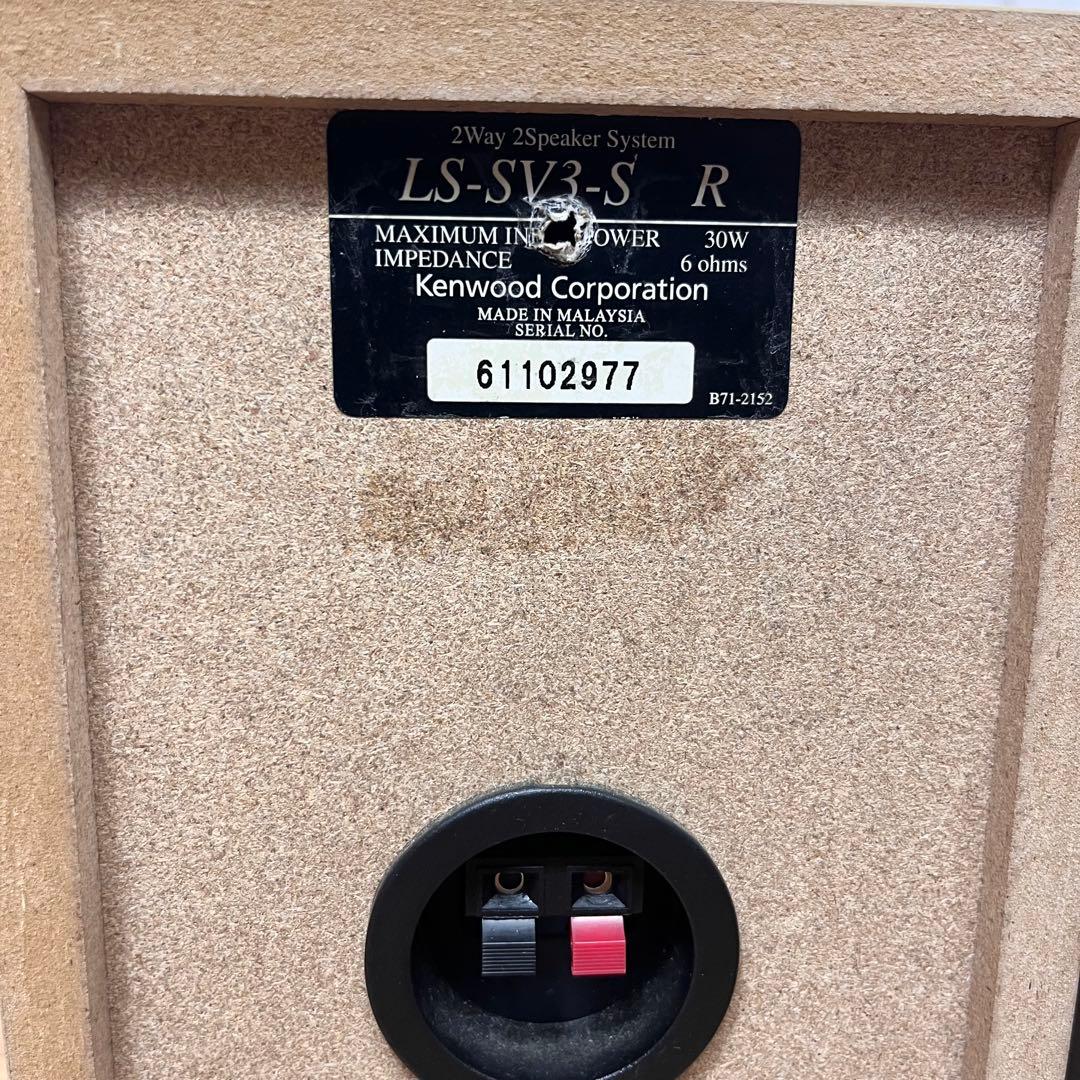 2Way 2Speaker System
LS-SV3-S R
MAXIMUM IN POWER 30W
IMPEDANCE 6 ohms
Kenwood Corporation
MADE IN MALAYSIA
SERIAL NO.
61102977
B71-2152